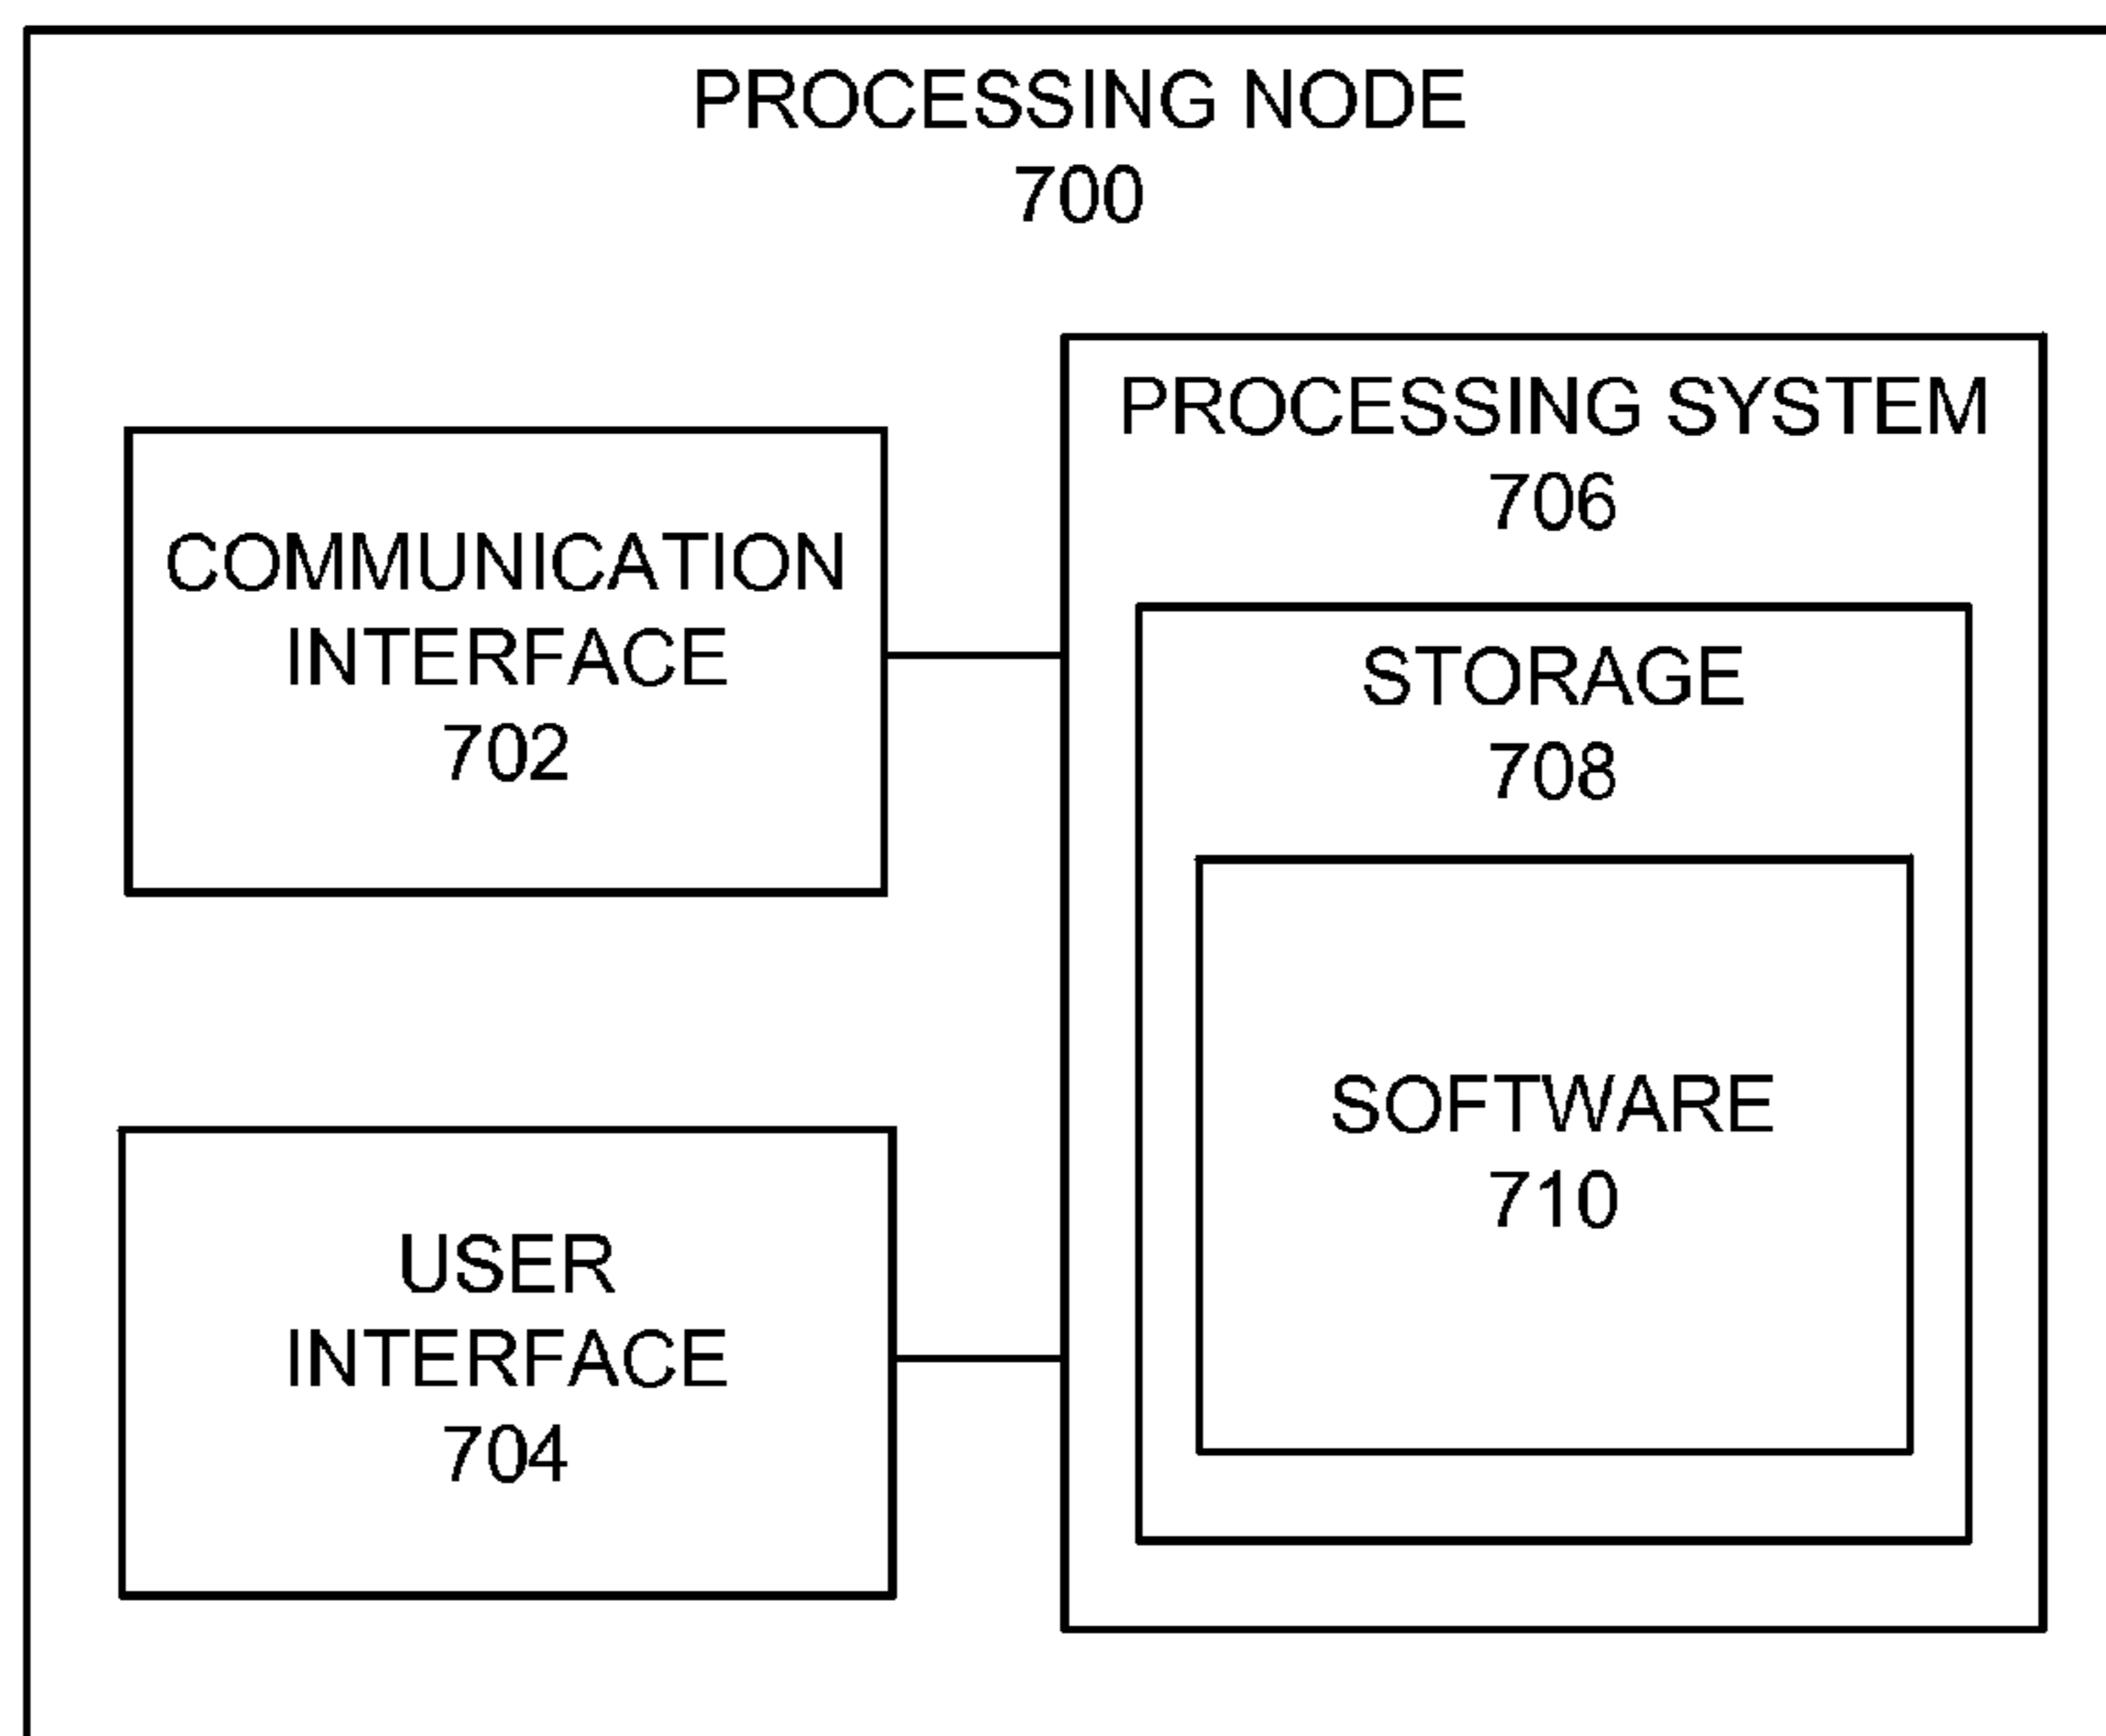 PROCESSING NODE
700
PROCESSING SYSTEM
706
COMMUNICATION
INTERFACE
702
STORAGE
708
SOFTWARE
710
USER
INTERFACE
704